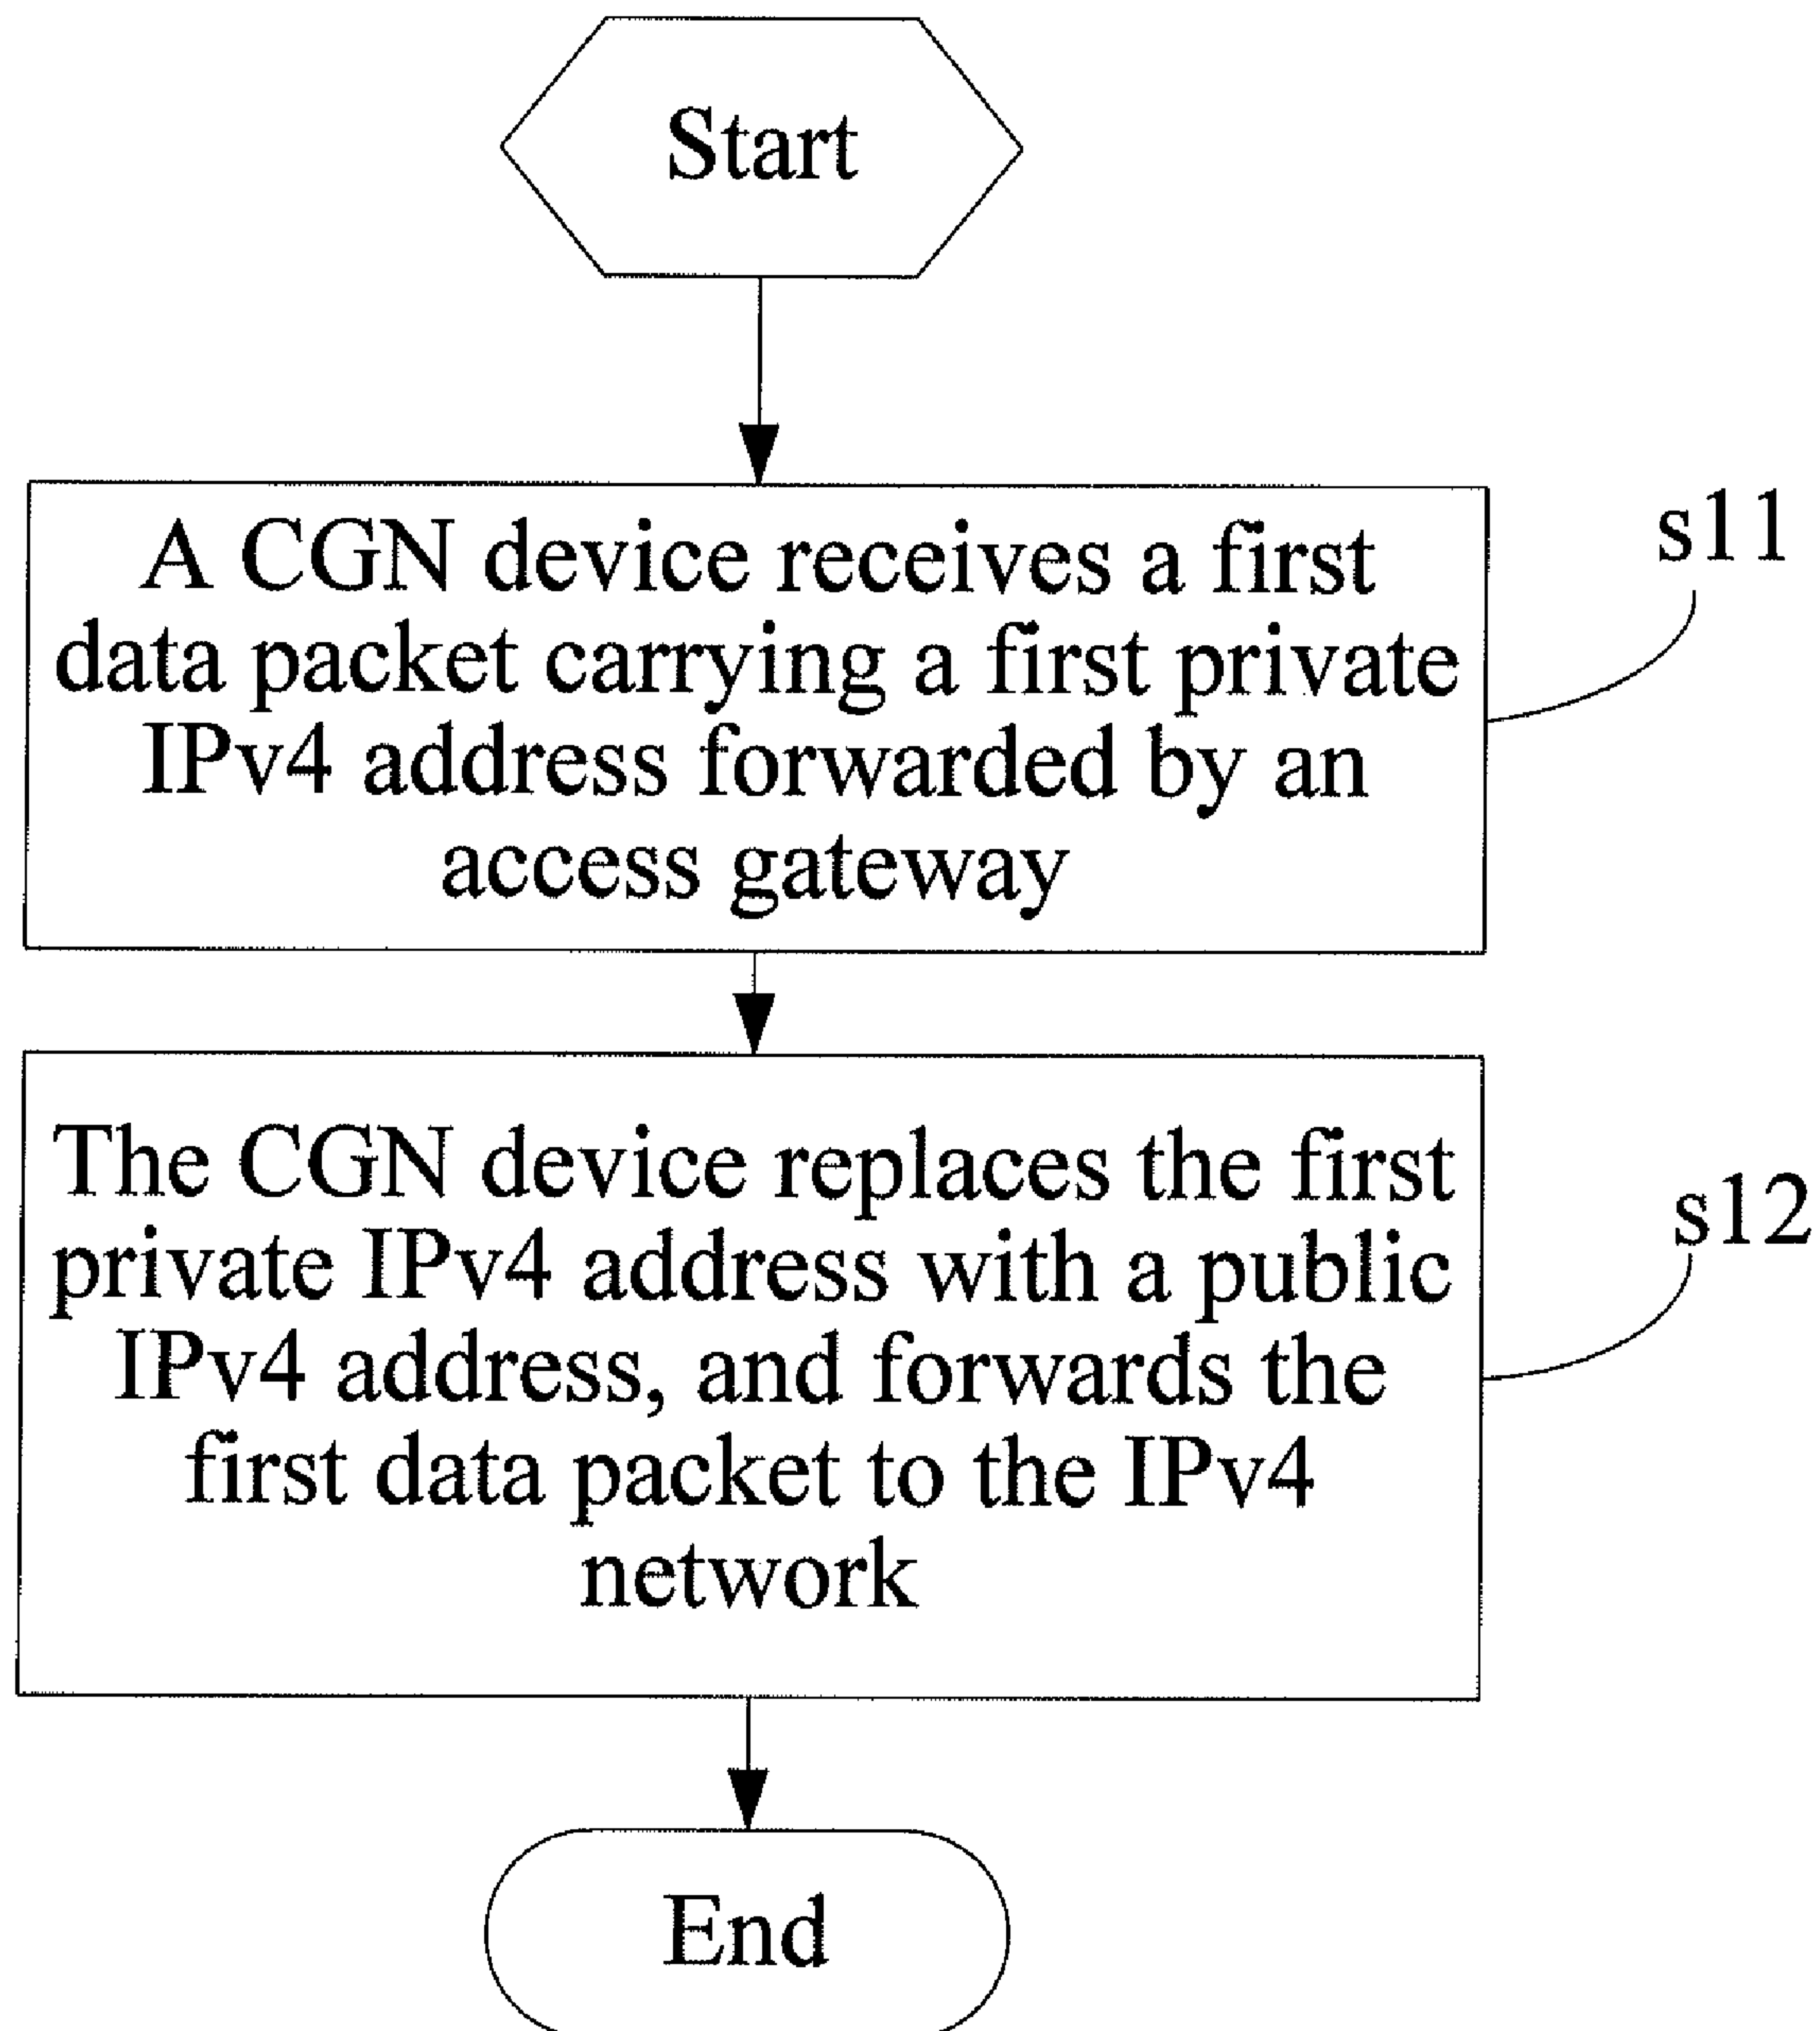 Start
A CGN device receives a first
data packet carrying a first private
IPv4 address forwarded by an
access gateway
s11
The CGN device replaces the first
private IPv4 address with a public
IPv4 address, and forwards the
first data packet to the IPv4
network
s12
End